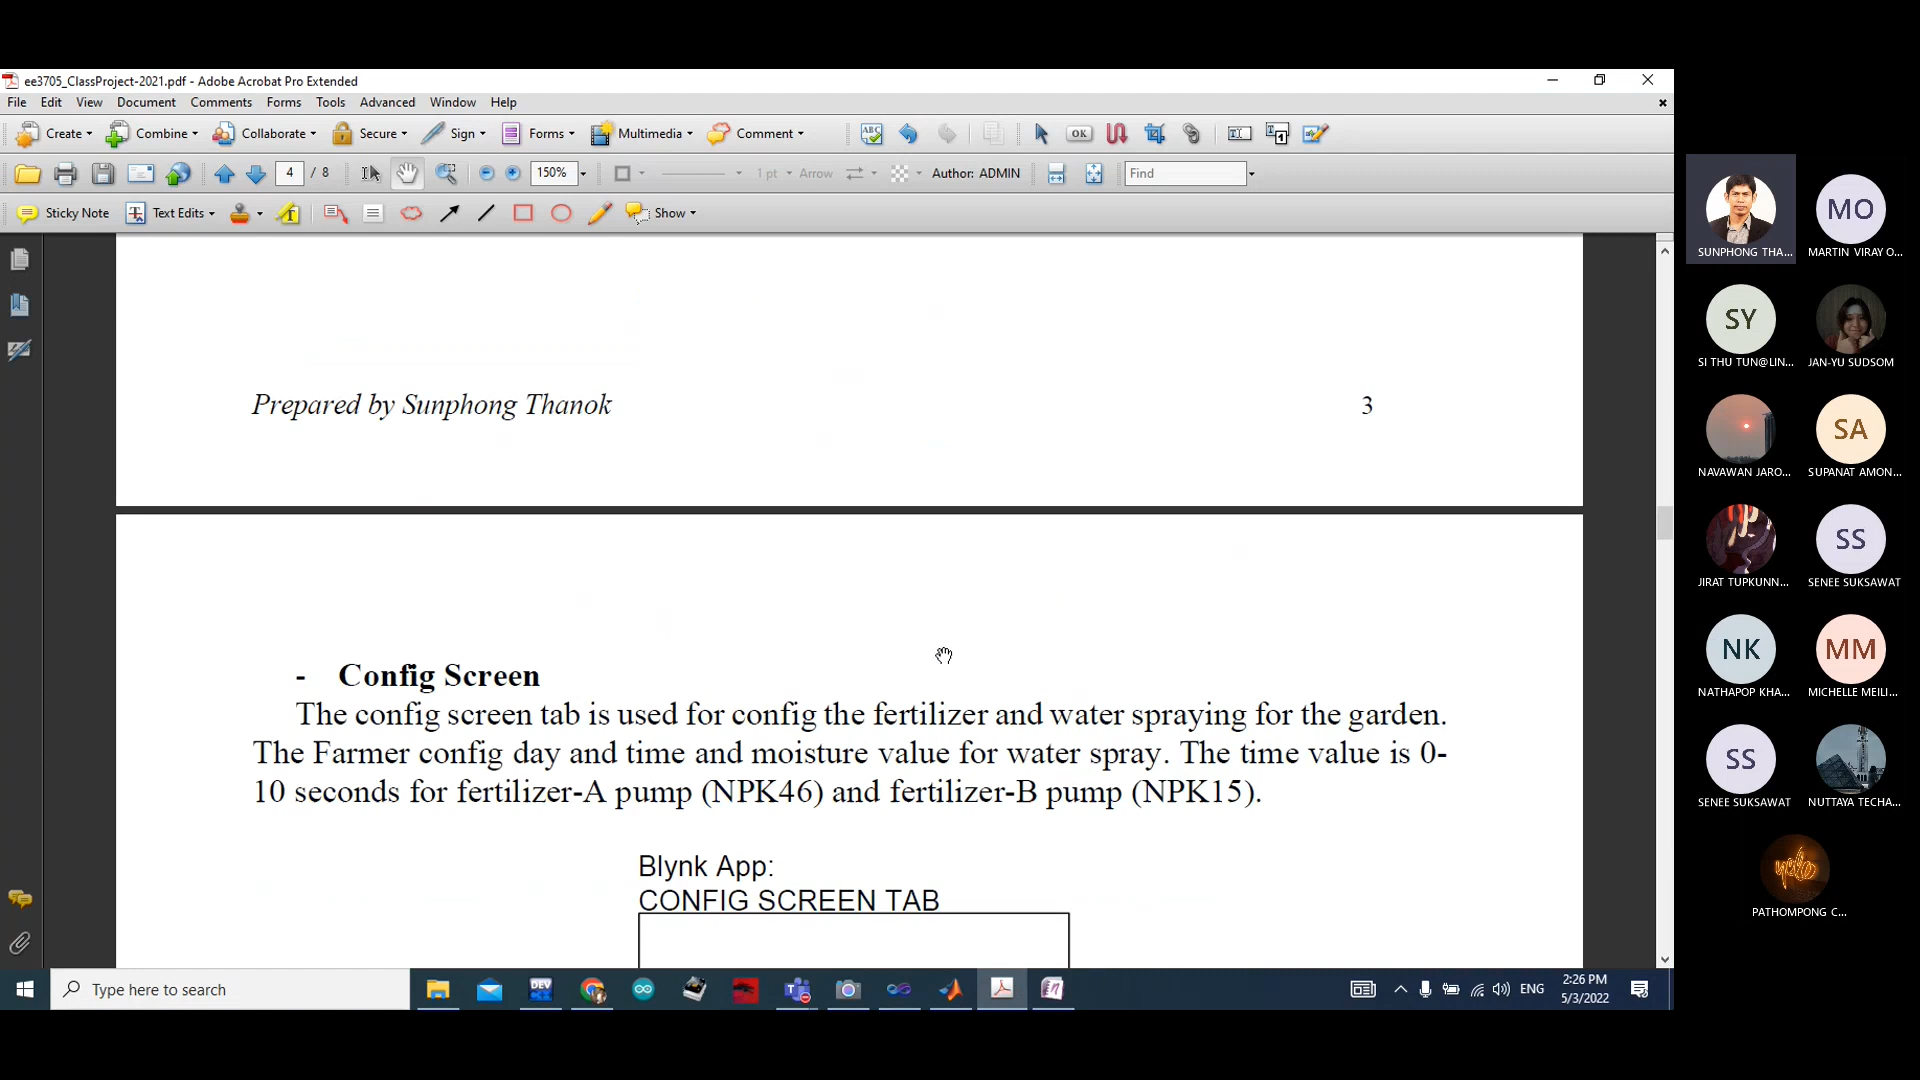 ee3705_ClassProject-2021.pdf - Adobe Acrobat Pro Extended
File Edit View Document Comments Forms Tools Advanced Window Help
Create Combine Collaborate Secure Sign Forms Multimedia Comment ABC OK
4 / 8 150% 1 pt Arrow Author: ADMIN Find
Sticky Note Text Edits Show
Prepared by Sunphong Thanok 3
- Config Screen
The config screen tab is used for config the fertilizer and water spraying for the garden.
The Farmer config day and time and moisture value for water spray. The time value is 0-
10 seconds for fertilizer-A pump (NPK46) and fertilizer-B pump (NPK15).
Blynk App:
CONFIG SCREEN TAB
Type here to search
DEV
ENG
2:26 PM
5/3/2022
SUNPHONG THA...
MO
MARTIN VIRAY O...
SY
SI THU TUN@LIN...
JAN-YU SUDSOM
NAVAWAN JARO...
SA
SUPANAT AMON...
JIRAT TUPKUNN...
SS
SENEE SUKSAWAT
NK
NATHAPOP KHA...
MM
MICHELLE MEILI...
SS
SENEE SUKSAWAT
NUTTAYA TECHA...
PATHOMPONG C...